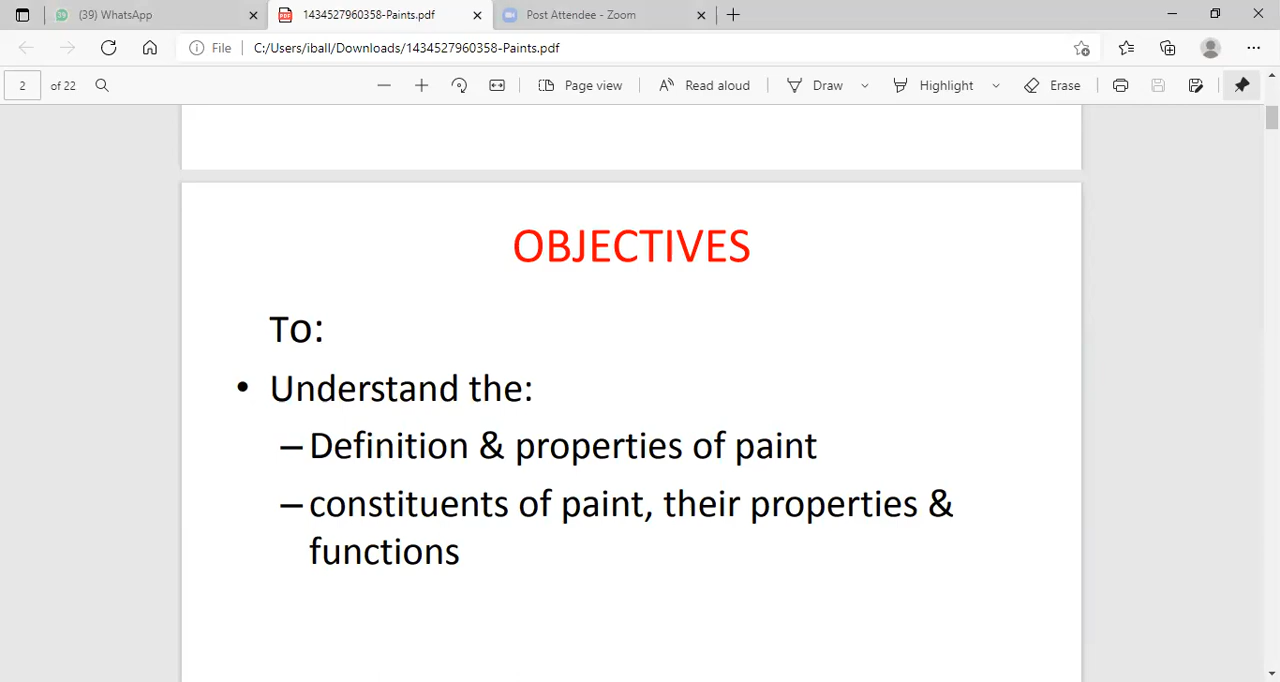 (39) WhatsApp
1434527960358-Paints.pdf
Post Attendee - Zoom
File
C:/Users/iball/Downloads/1434527960358-Paints.pdf
2 of 22
Page view
Read aloud
Draw
Highlight
Erase
OBJECTIVES
To:
• Understand the:
– Definition & properties of paint
– constituents of paint, their properties &
functions